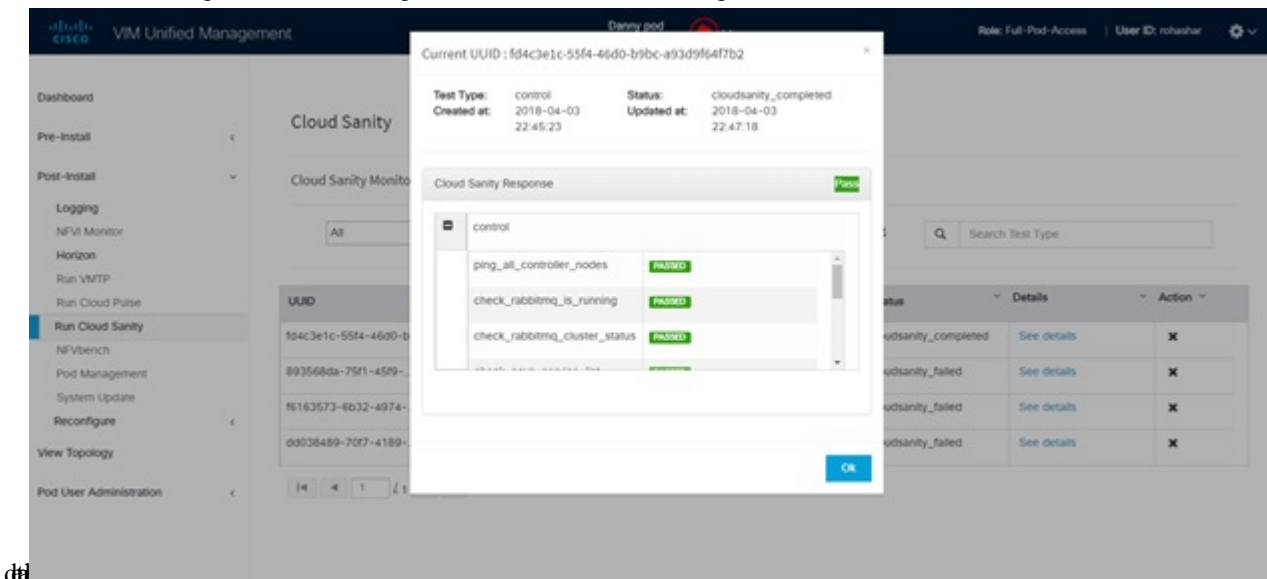 cisco VIM Unified Management
Danny pod
Role: Full-Pod-Access | User ID: rohashar
Dashboard
Pre-Install
Post-Install
Logging
NFVI Monitor
Horizon
Run VMTP
Run Cloud Pulse
Run Cloud Sanity
NFVbench
Pod Management
System Update
Reconfigure
View Topology
Pod User Administration
Cloud Sanity
Cloud Sanity Monito
All
Search Test Type
UUID
atus
Details
Action
fd4c3e1c-55f4-46d0-b
udsanity_completed
See details
893568da-75f1-45f9-..
udsanity_failed
See details
f6163573-6b32-4974-..
udsanity_failed
See details
dd038489-70f7-4189-..
udsanity_failed
See details
1
Current UUID : fd4c3e1c-55f4-46d0-b9bc-a93d9f64f7b2
Test Type: control Status: cloudsanity_completed
Created at: 2018-04-03 22:45:23 Updated at: 2018-04-03 22:47:18
Cloud Sanity Response Pass
control
ping_all_controller_nodes PASSED
check_rabbitmq_is_running PASSED
check_rabbitmq_cluster_status PASSED
Ok